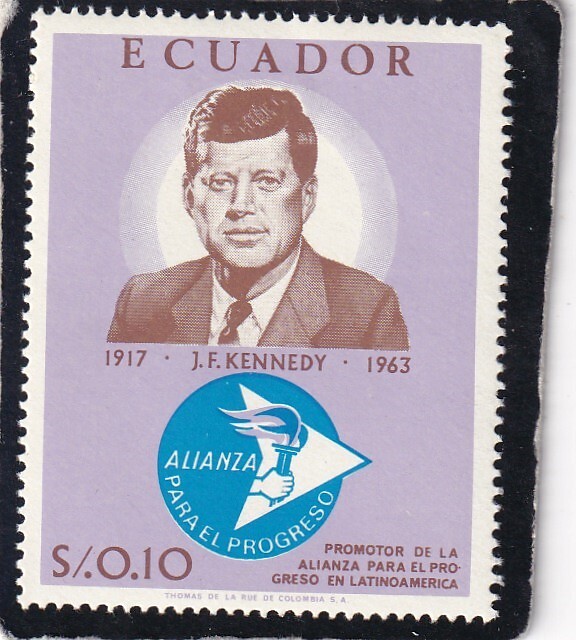 ECUADOR
1917 · J.F. KENNEDY · 1963
ALIANZA
PARA EL PROGRESO
S/.0.10
PROMOTOR DE LA
ALIANZA PARA EL PRO-
GRESO EN LATINOAMERICA
THOMAS DE LA RUE DE COLOMBIA S.A.